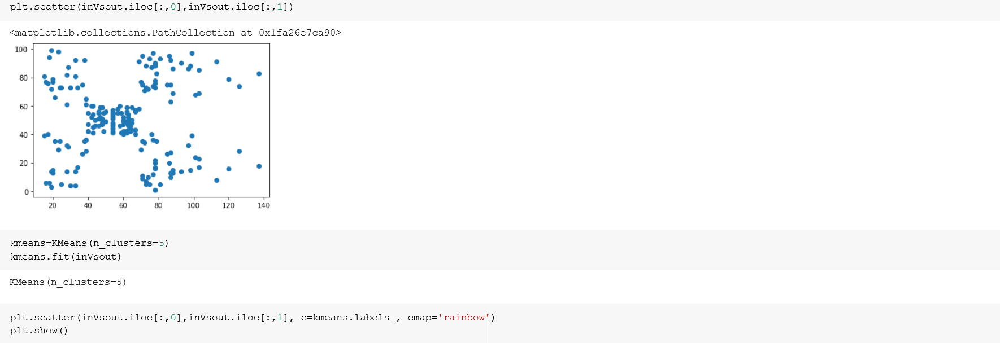 plt.scatter(inVsout.iloc[:,0],inVsout.iloc[:,1])
<matplotlib.collections.PathCollection at 0x1fa26e7ca90>
100
80
60
40
20
0
20 40 60 80 100 120 140
kmeans=KMeans(n_clusters=5)
kmeans.fit(inVsout)
KMeans(n_clusters=5)
plt.scatter(inVsout.iloc[:,0],inVsout.iloc[:,1], c=kmeans.labels_, cmap='rainbow')
plt.show()